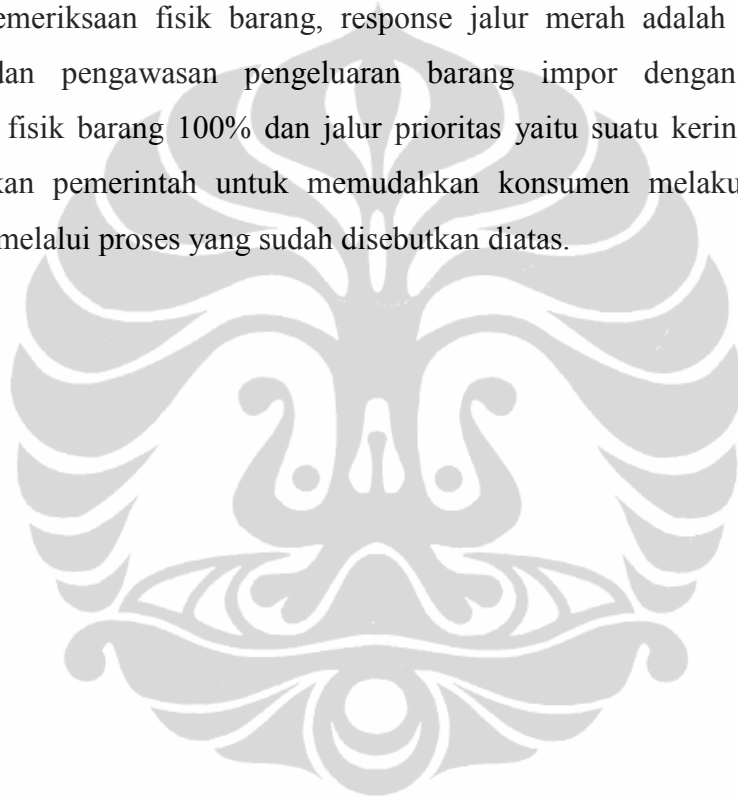 emeriksaan fisik barang, response jalur merah adalah
dan pengawasan pengeluaran barang impor dengan
fisik barang 100% dan jalur prioritas yaitu suatu kerin
kan pemerintah untuk memudahkan konsumen melaku
melalui proses yang sudah disebutkan diatas.